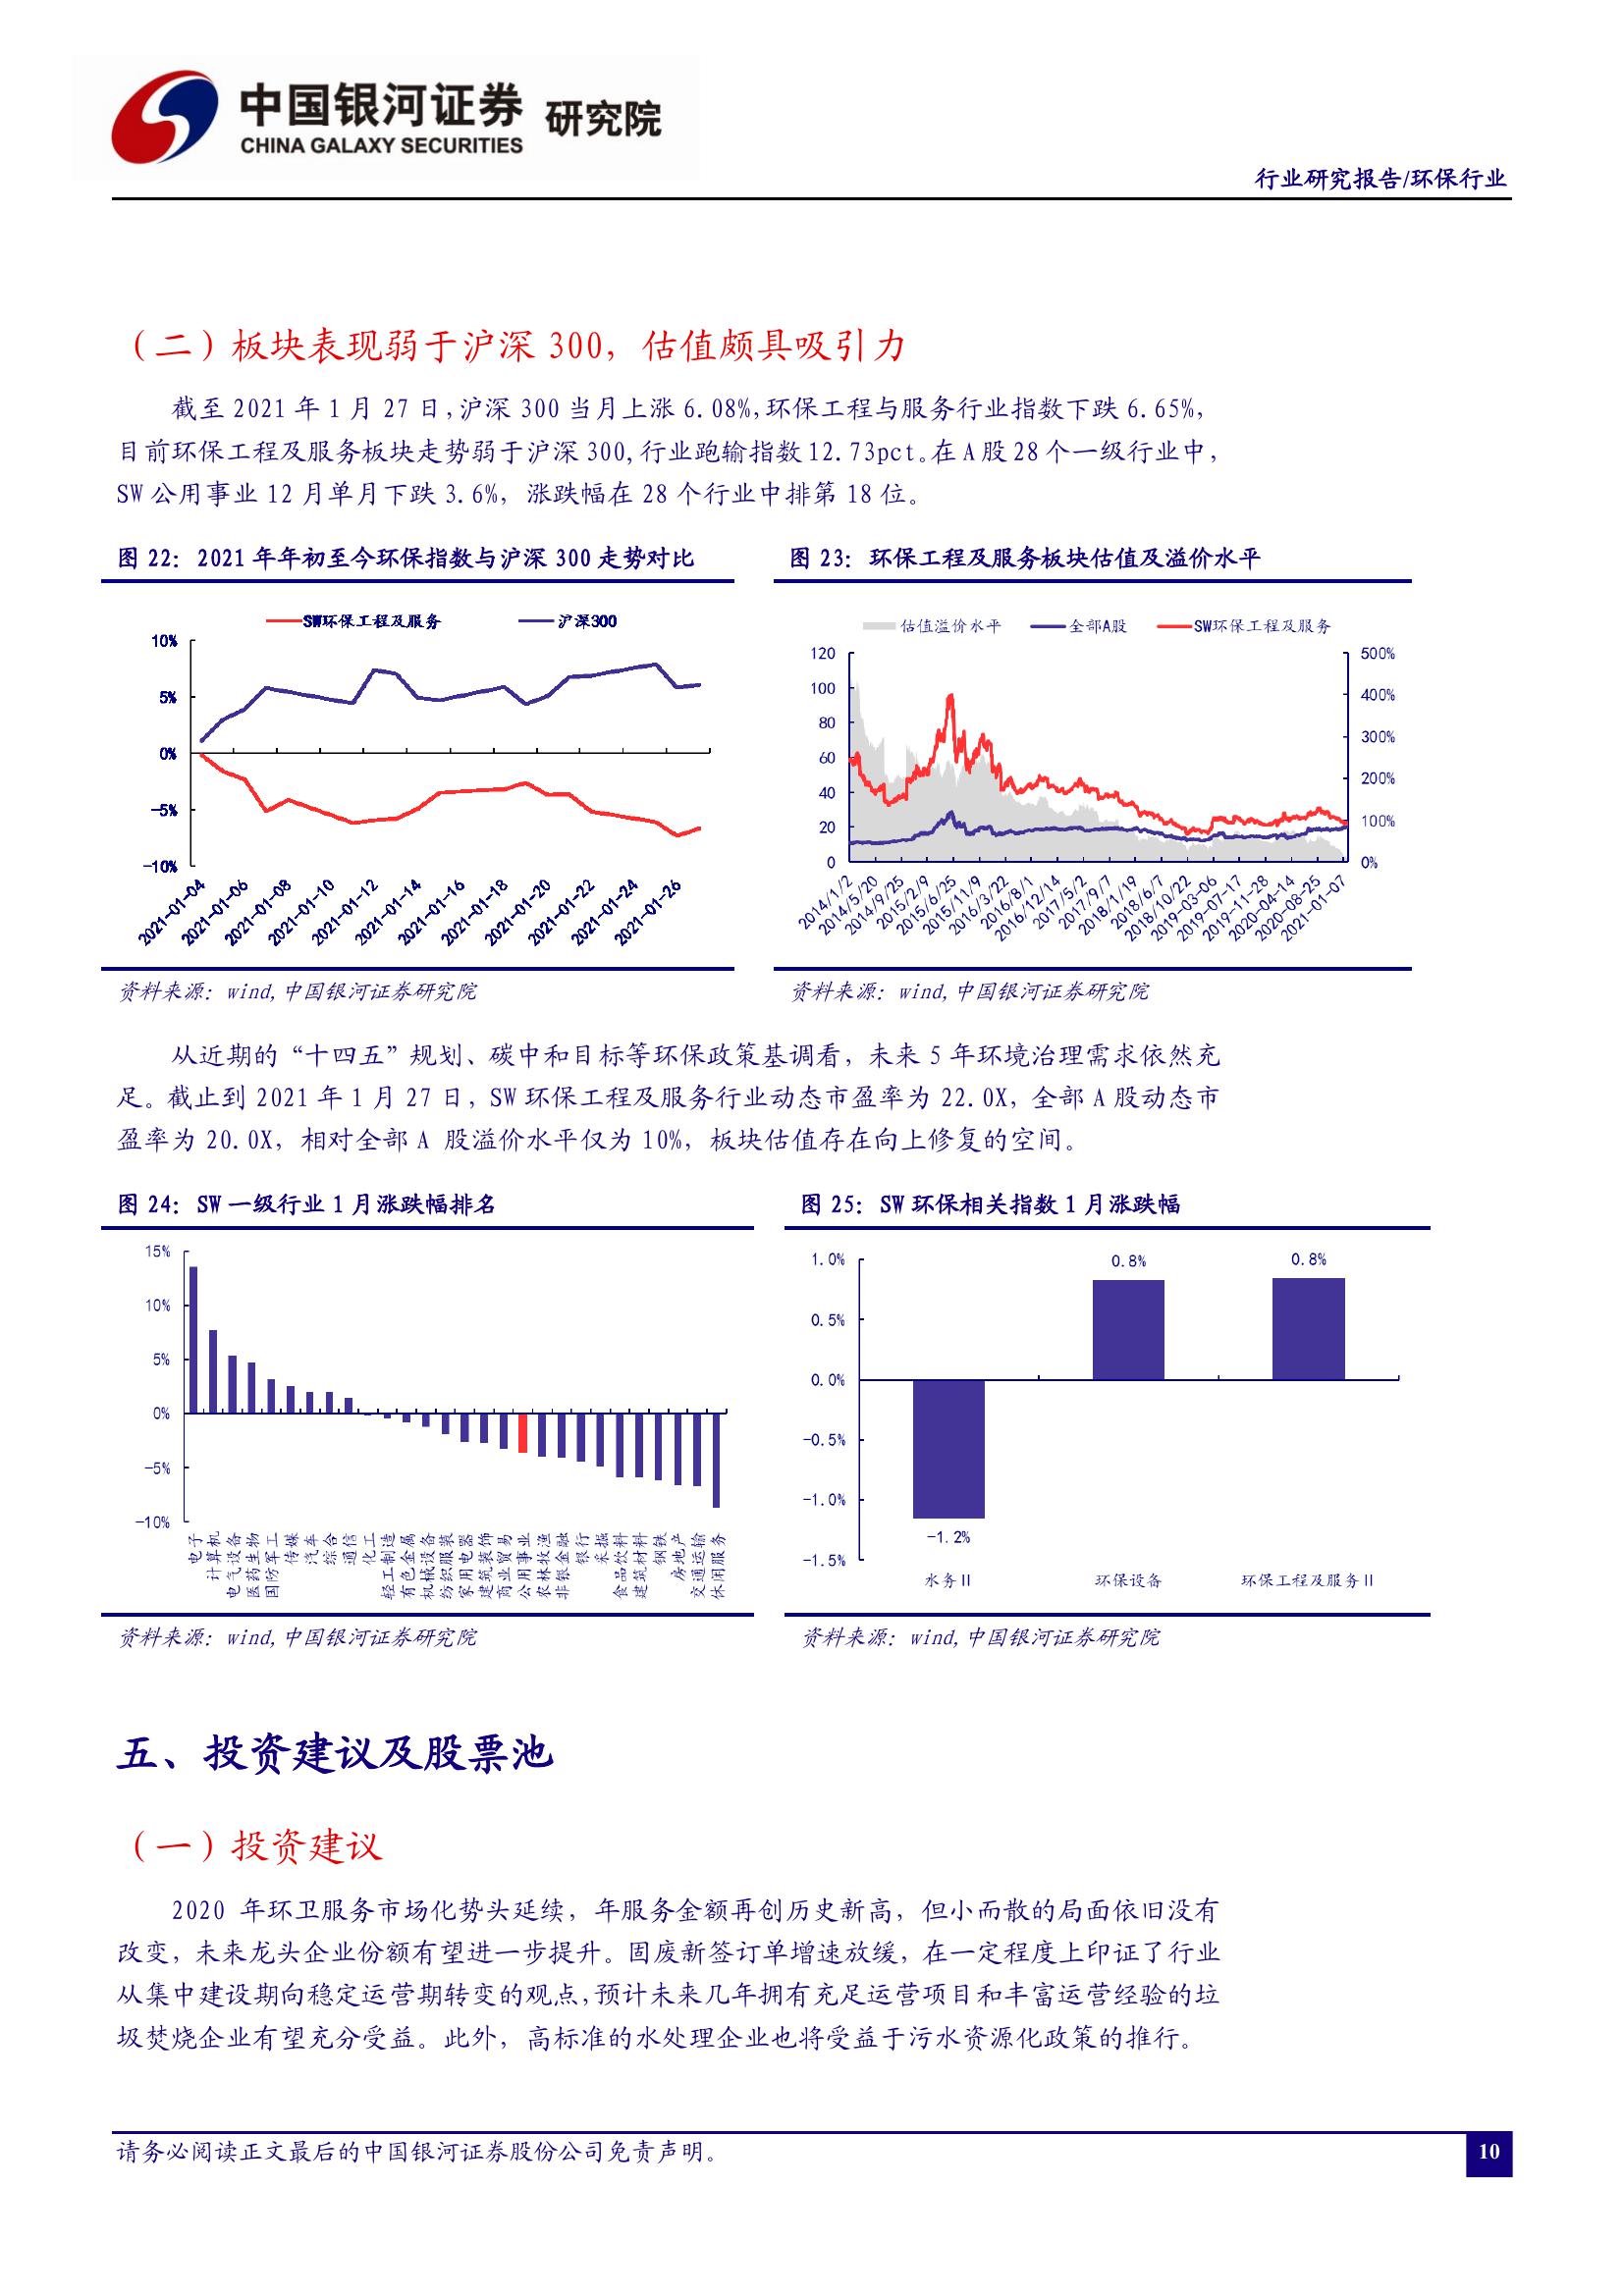 中国银河证券 研究院
CHINA GALAXY SECURITIES
行业研究报告/环保行业
（二）板块表现弱于沪深 300，估值颇具吸引力
截至 2021 年 1 月 27 日，沪深 300 当月上涨 6.08%，环保工程与服务行业指数下跌 6.65%，
目前环保工程及服务板块走势弱于沪深 300，行业跑输指数 12.73pct。在 A 股 28 个一级行业中，
SW 公用事业 12 月单月下跌 3.6%，涨跌幅在 28 个行业中排第 18 位。
图 22：2021 年年初至今环保指数与沪深 300 走势对比
SW环保工程及服务 沪深300
10%
5%
0%
-5%
-10%
2021-01-04 2021-01-06 2021-01-08 2021-01-10 2021-01-12 2021-01-14 2021-01-16 2021-01-18 2021-01-20 2021-01-22 2021-01-24 2021-01-26
资料来源：wind，中国银河证券研究院
图 23：环保工程及服务板块估值及溢价水平
估值溢价水平 全部A股 SW环保工程及服务
120 500%
100 400%
80 300%
60 200%
40 100%
20 0%
0
2014/1/2 2014/5/20 2014/9/25 2015/2/9 2015/6/25 2015/11/9 2016/3/22 2016/8/1 2016/12/14 2017/5/2 2017/9/7 2018/1/19 2018/6/7 2018/10/22 2019-03-06 2019-07-17 2019-11-28 2020-04-14 2020-08-25 2021-01-07
资料来源：wind，中国银河证券研究院
从近期的“十四五”规划、碳中和目标等环保政策基调看，未来 5 年环境治理需求依然充
足。截止到 2021 年 1 月 27 日，SW 环保工程及服务行业动态市盈率为 22.0X，全部 A 股动态市
盈率为 20.0X，相对全部 A 股溢价水平仅为 10%，板块估值存在向上修复的空间。
图 24：SW 一级行业 1 月涨跌幅排名
15%
10%
5%
0%
-5%
-10%
电子 计算机 电气设备 医药生物 国防军工 传媒 汽车 综合 通信 化工 轻工制造 有色金属 机械设备 纺织服装 家用电器 建筑装饰 商业贸易 公用事业 农林牧渔 非银金融 银行 采掘 食品饮料 建筑材料 钢铁 房地产 交通运输 休闲服务
资料来源：wind，中国银河证券研究院
图 25：SW 环保相关指数 1 月涨跌幅
1.0%
0.5%
0.0%
-0.5%
-1.0%
-1.5%
-1.2% 0.8% 0.8%
水务Ⅱ 环保设备 环保工程及服务Ⅱ
资料来源：wind，中国银河证券研究院
五、投资建议及股票池
（一）投资建议
2020 年环卫服务市场化势头延续，年服务金额再创历史新高，但小而散的局面依旧没有
改变，未来龙头企业份额有望进一步提升。固废新签订单增速放缓，在一定程度上印证了行业
从集中建设期向稳定运营期转变的观点，预计未来几年拥有充足运营项目和丰富运营经验的垃
圾焚烧企业有望充分受益。此外，高标准的水处理企业也将受益于污水资源化政策的推行。
请务必阅读正文最后的中国银河证券股份公司免责声明。
10